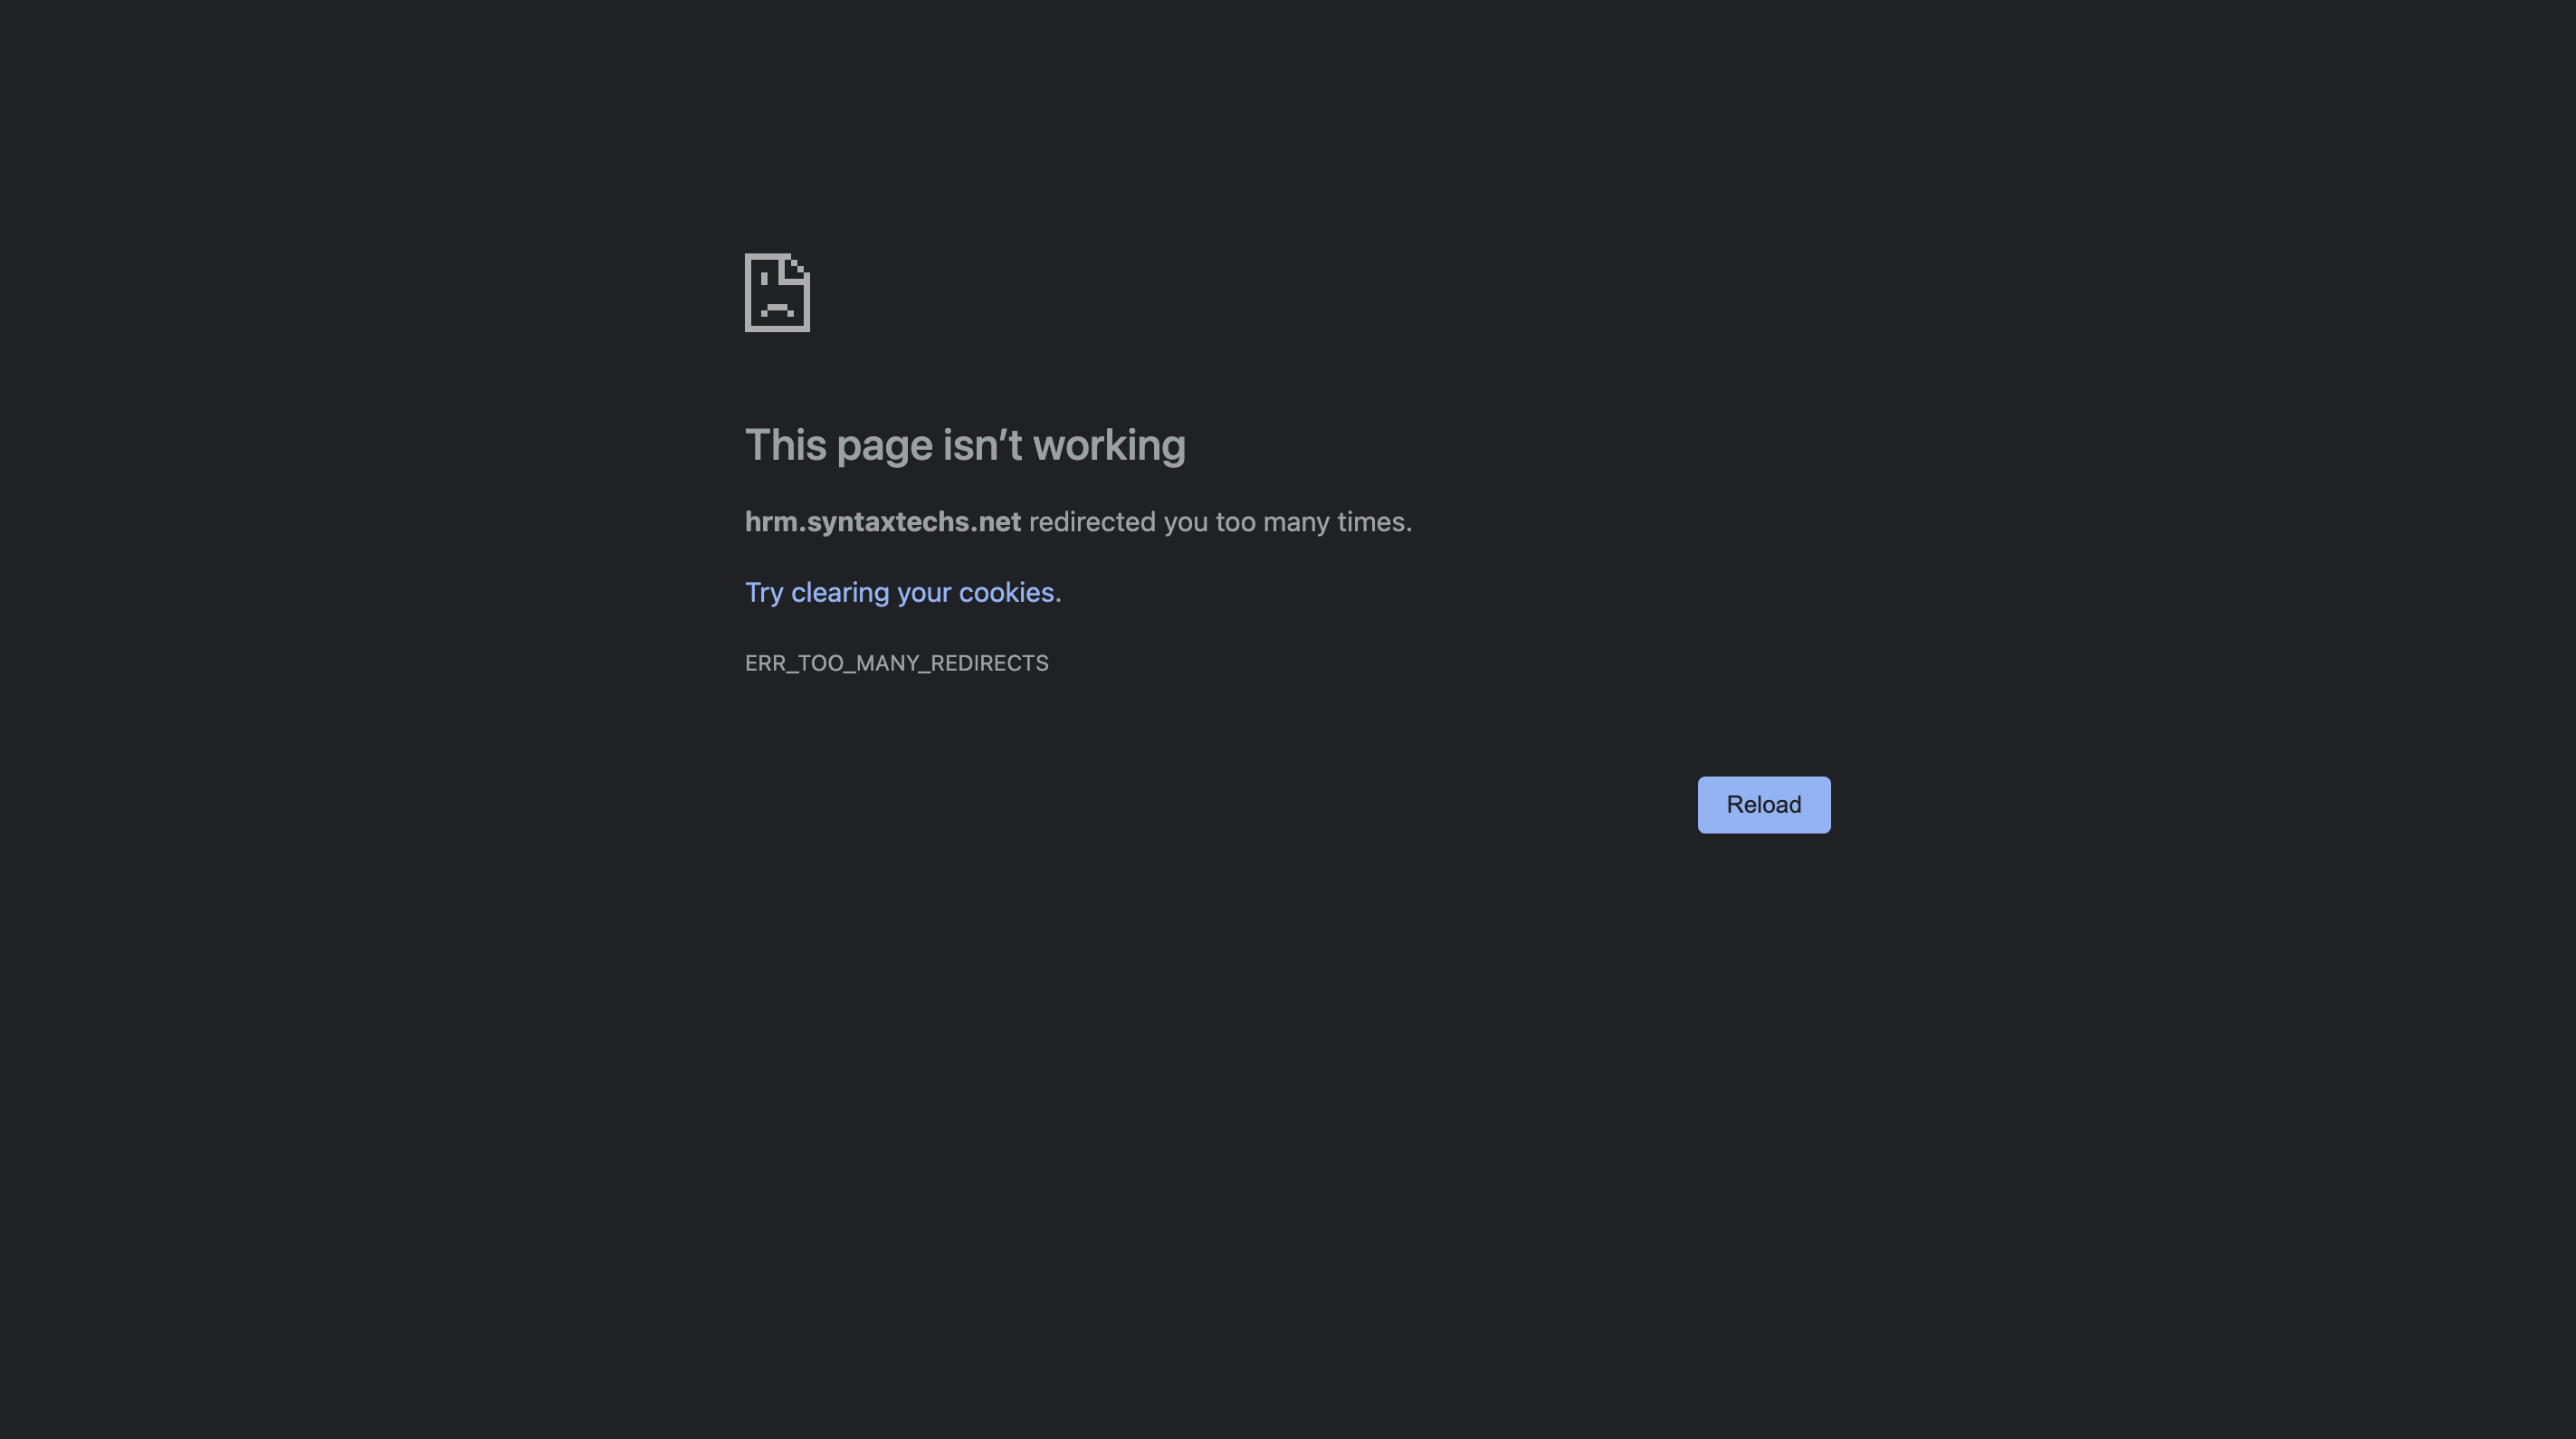 This page isn’t working
hrm.syntaxtechs.net redirected you too many times.
Try clearing your cookies.
ERR_TOO_MANY_REDIRECTS
Reload